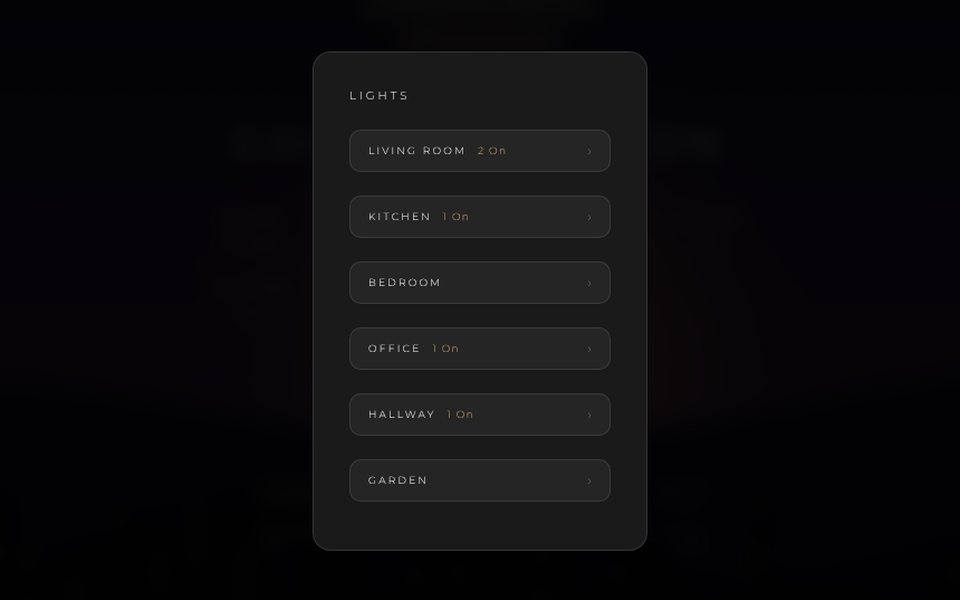 LIGHTS
LIVING ROOM 2 On ›
KITCHEN 1 On ›
BEDROOM ›
OFFICE 1 On ›
HALLWAY 1 On ›
GARDEN ›